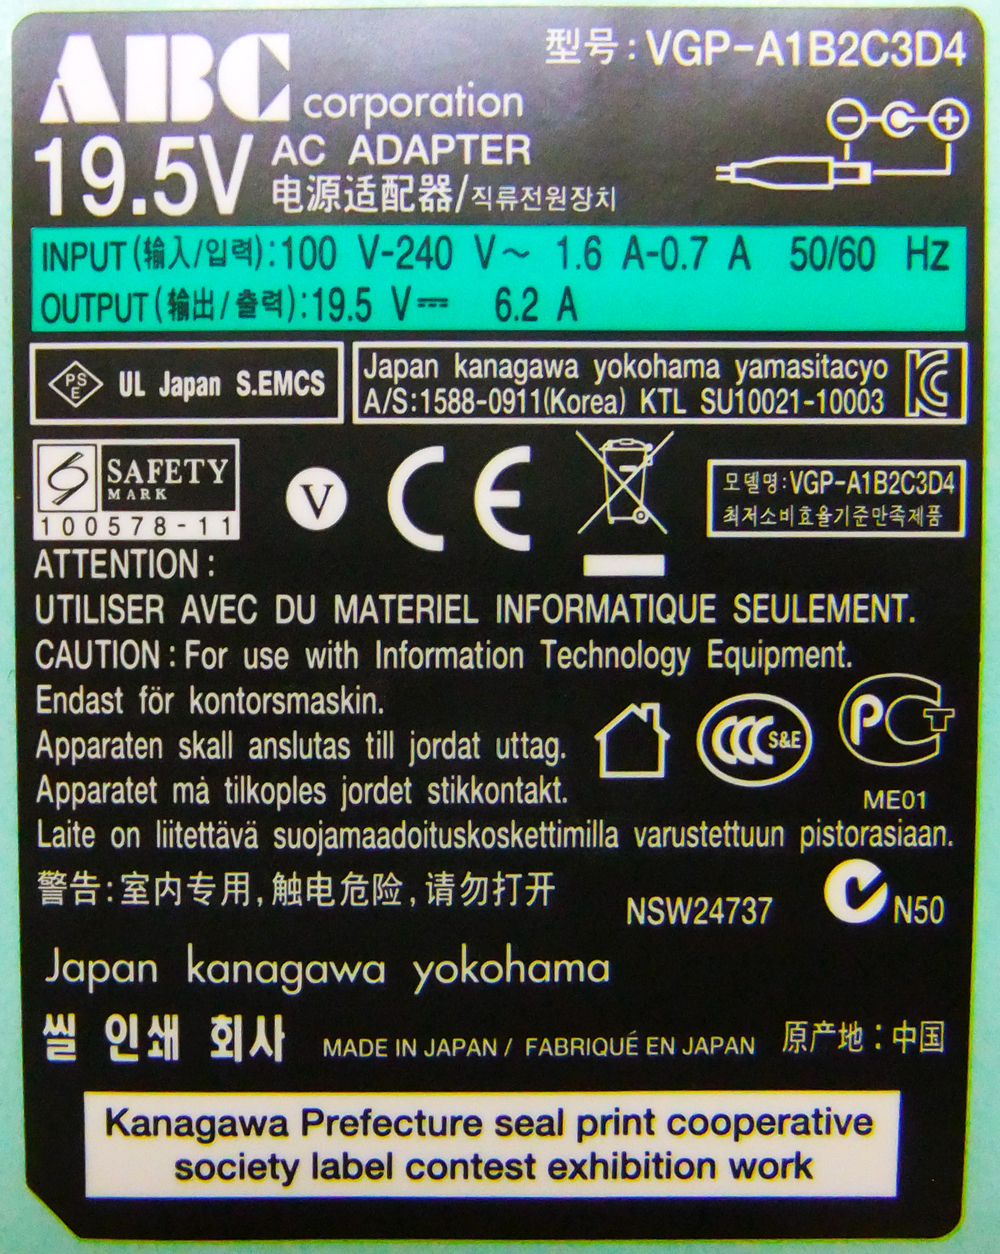 型号:VGP-A1B2C3D4
ABC corporation
19.5V AC ADAPTER
电源适配器/직류전원장치
INPUT(输入/입력):100 V-240 V~ 1.6 A-0.7 A 50/60 Hz
OUTPUT(输出/출력):19.5 V⎓ 6.2 A
PSE UL Japan S.EMCS
Japan kanagawa yokohama yamasitacyo
A/S:1588-0911(Korea) KTL SU10021-10003
SAFETY
MARK
100578-11
V CE
모델명:VGP-A1B2C3D4
최저소비효율기준만족제품
ATTENTION:
UTILISER AVEC DU MATERIEL INFORMATIQUE SEULEMENT.
CAUTION:For use with Information Technology Equipment.
Endast för kontorsmaskin.
Apparaten skall anslutas till jordat uttag.
CCC S&E
PCT
Apparatet må tilkoples jordet stikkontakt.
ME01
Laite on liitettävä suojamaadoituskoskettimilla varustettuun pistorasiaan.
警告:室内专用,触电危险,请勿打开
NSW24737 N50
Japan kanagawa yokohama
씰 인쇄 회사 MADE IN JAPAN / FABRIQUÉ EN JAPAN 原产地:中国
Kanagawa Prefecture seal print cooperative
society label contest exhibition work